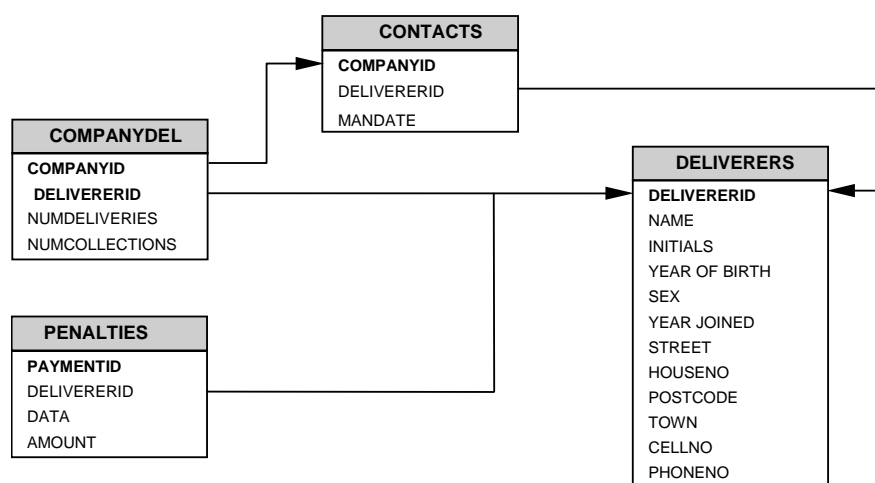 CONTACTS
COMPANYID
DELIVERERID
MANDATE
COMPANYDEL
COMPANYID
DELIVERERID
NUMDELIVERIES
NUMCOLLECTIONS
DELIVERERS
DELIVERERID
NAME
INITIALS
YEAR OF BIRTH
SEX
YEAR JOINED
STREET
HOUSENO
POSTCODE
TOWN
CELLNO
PHONENO
PENALTIES
PAYMENTID
DELIVERERID
DATA
AMOUNT